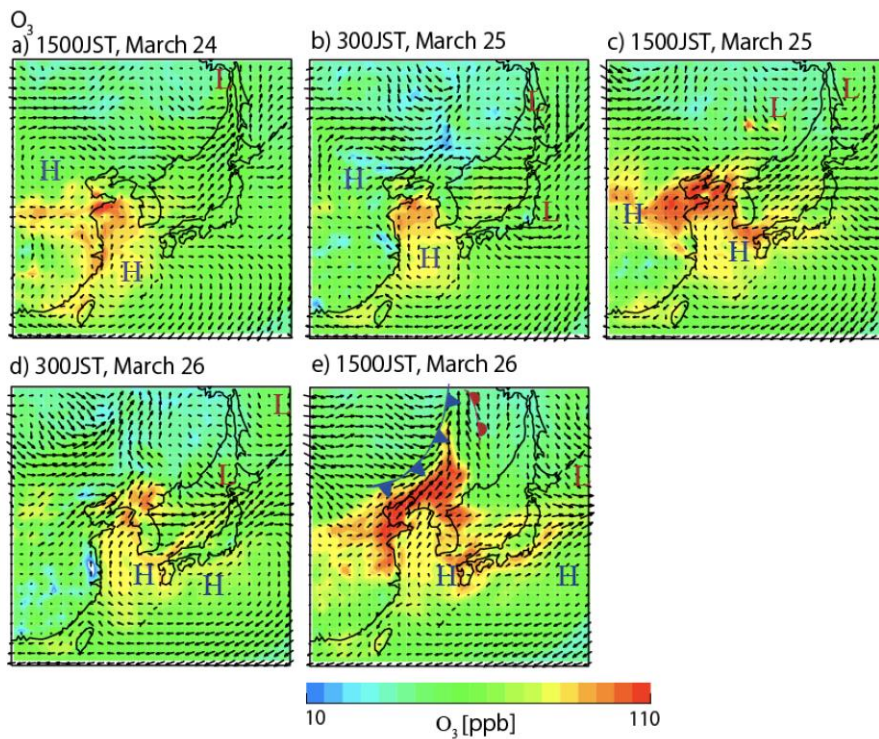 O₃
a) 1500JST, March 24
b) 300JST, March 25
c) 1500JST, March 25
L
H
H
L
H
L
H
L
L
H
H
d) 300JST, March 26
e) 1500JST, March 26
L
L
H
H
L
H
H
10
110
O₃ [ppb]